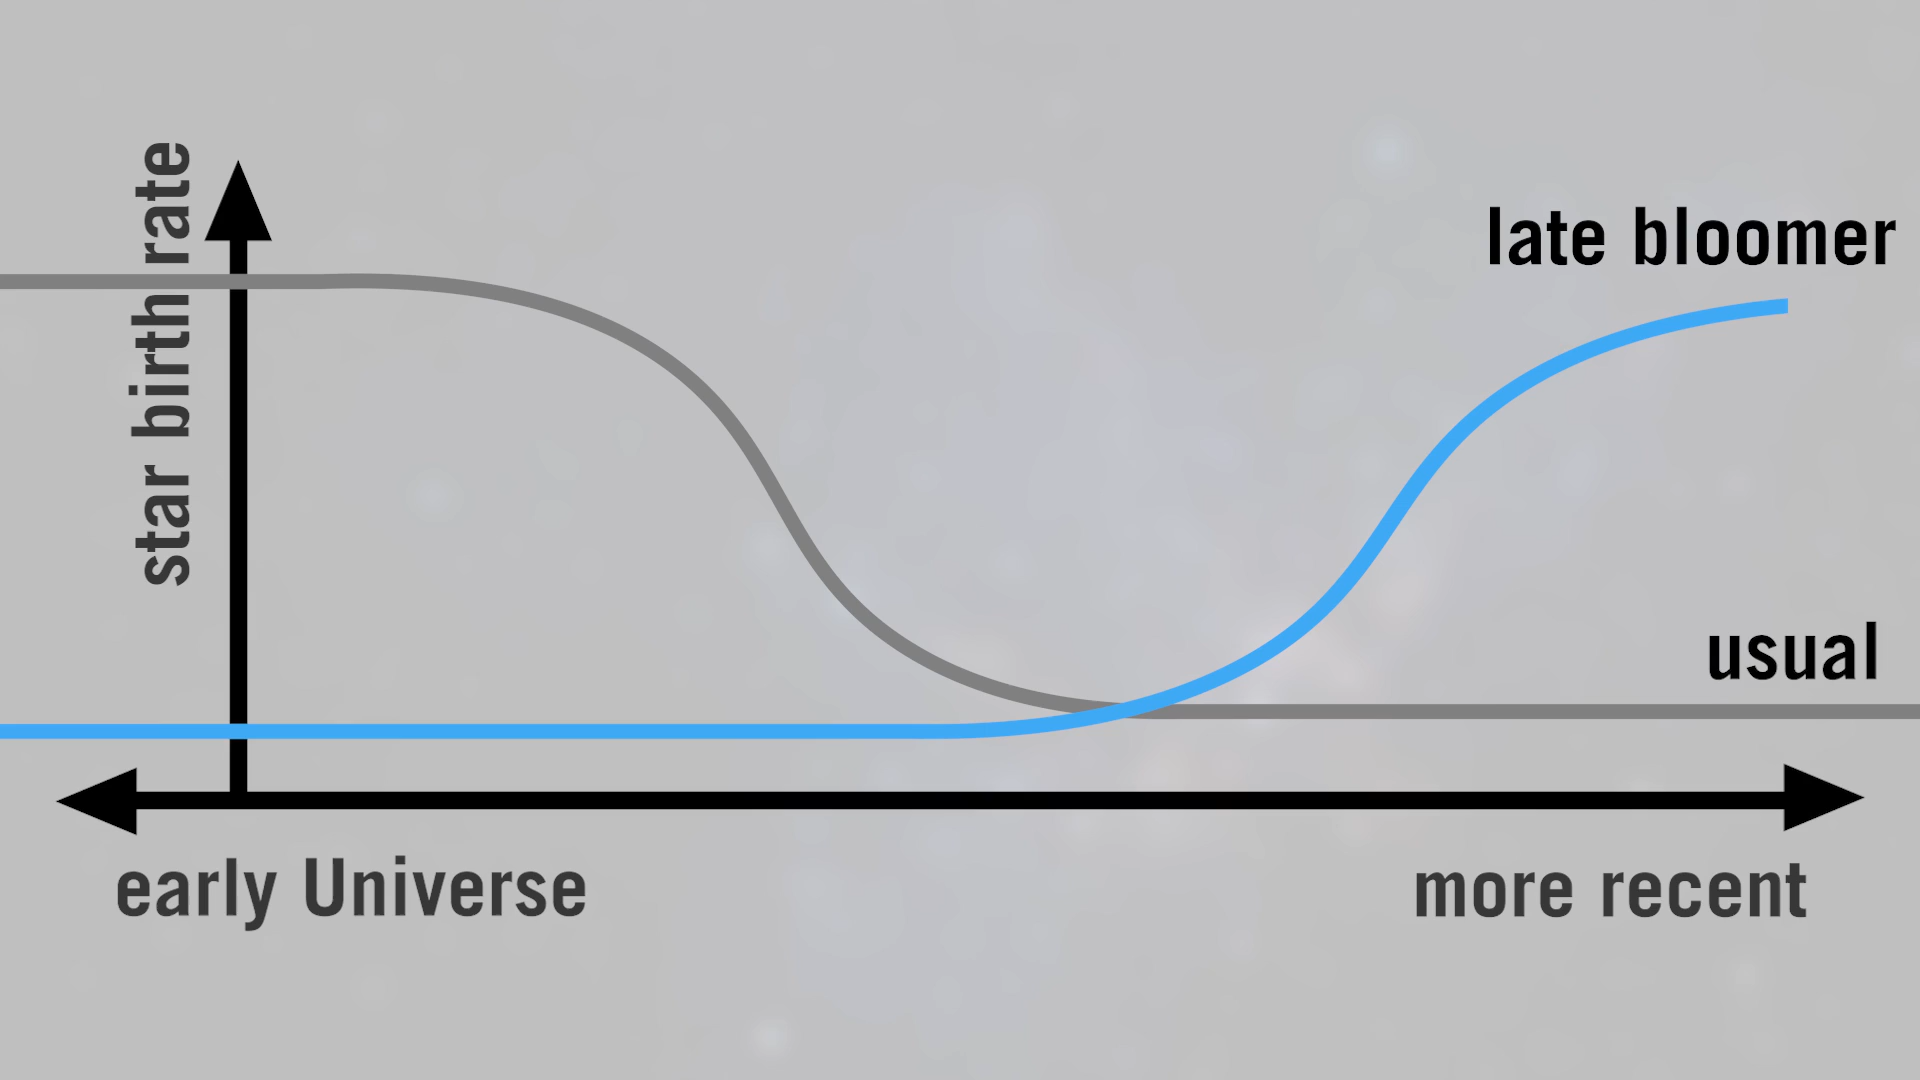 star birth rate
late bloomer
usual
early Universe
more recent